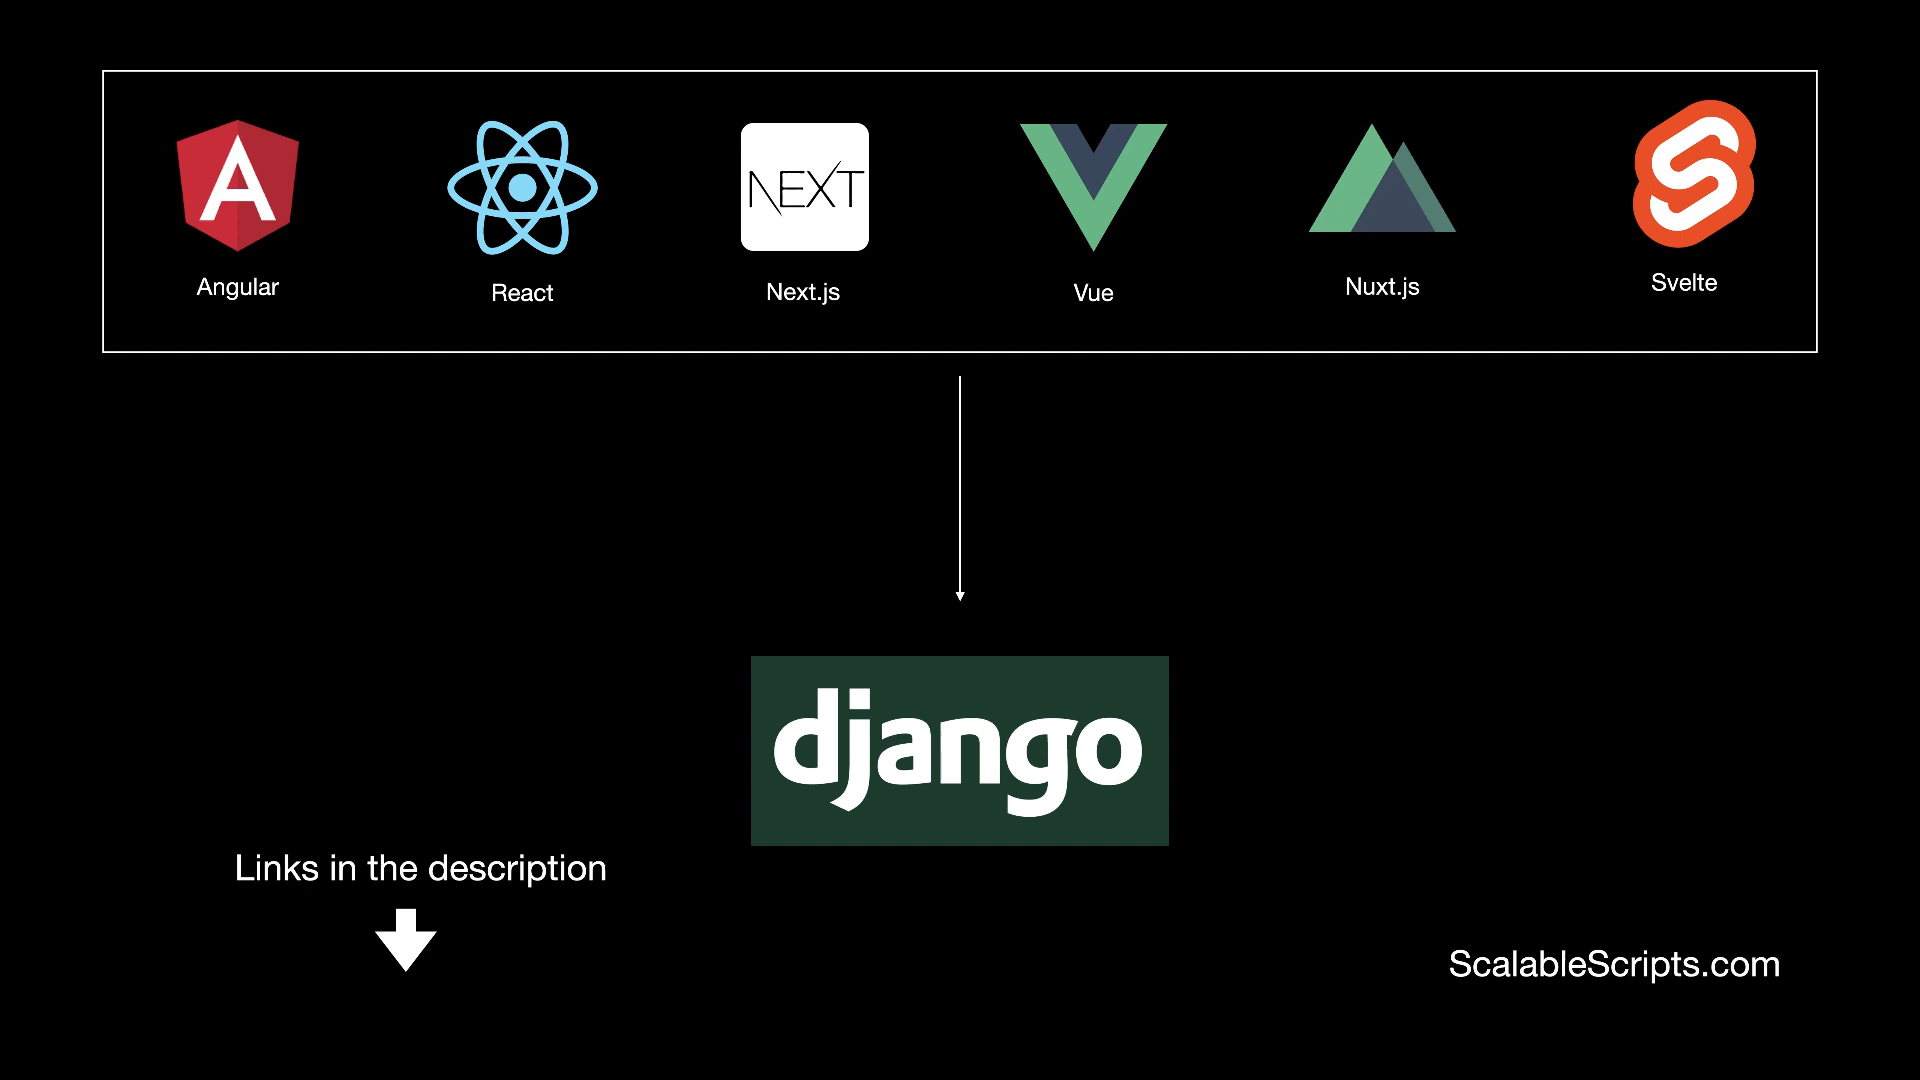 NEXT
Angular
React
Next.js
Vue
Nuxt.js
Svelte
django
Links in the description
ScalableScripts.com